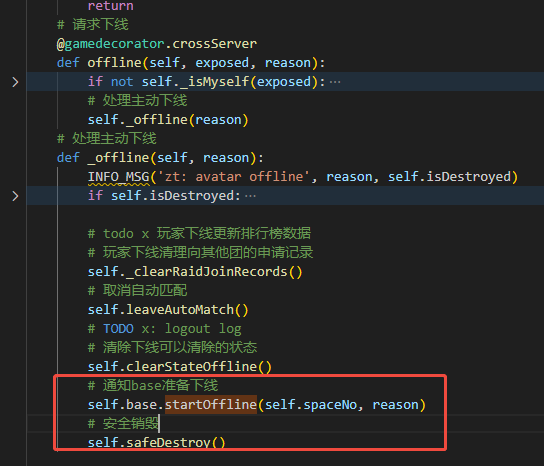 return
# 请求下线
@gamedecorator.crossServer
def offline(self, exposed, reason):
if not self._isMyself(exposed):…
# 处理主动下线
self._offline(reason)
# 处理主动下线
def _offline(self, reason):
INFO_MSG('zt: avatar offline', reason, self.isDestroyed)
if self.isDestroyed:…
# todo x 玩家下线更新排行榜数据
# 玩家下线清理向其他团的申请记录
self._clearRaidJoinRecords()
# 取消自动匹配
self.leaveAutoMatch()
# TODO x: logout log
# 清除下线可以清除的状态
self.clearStateOffline()
# 通知base准备下线
self.base.startOffline(self.spaceNo, reason)
# 安全销毁
self.safeDestroy()